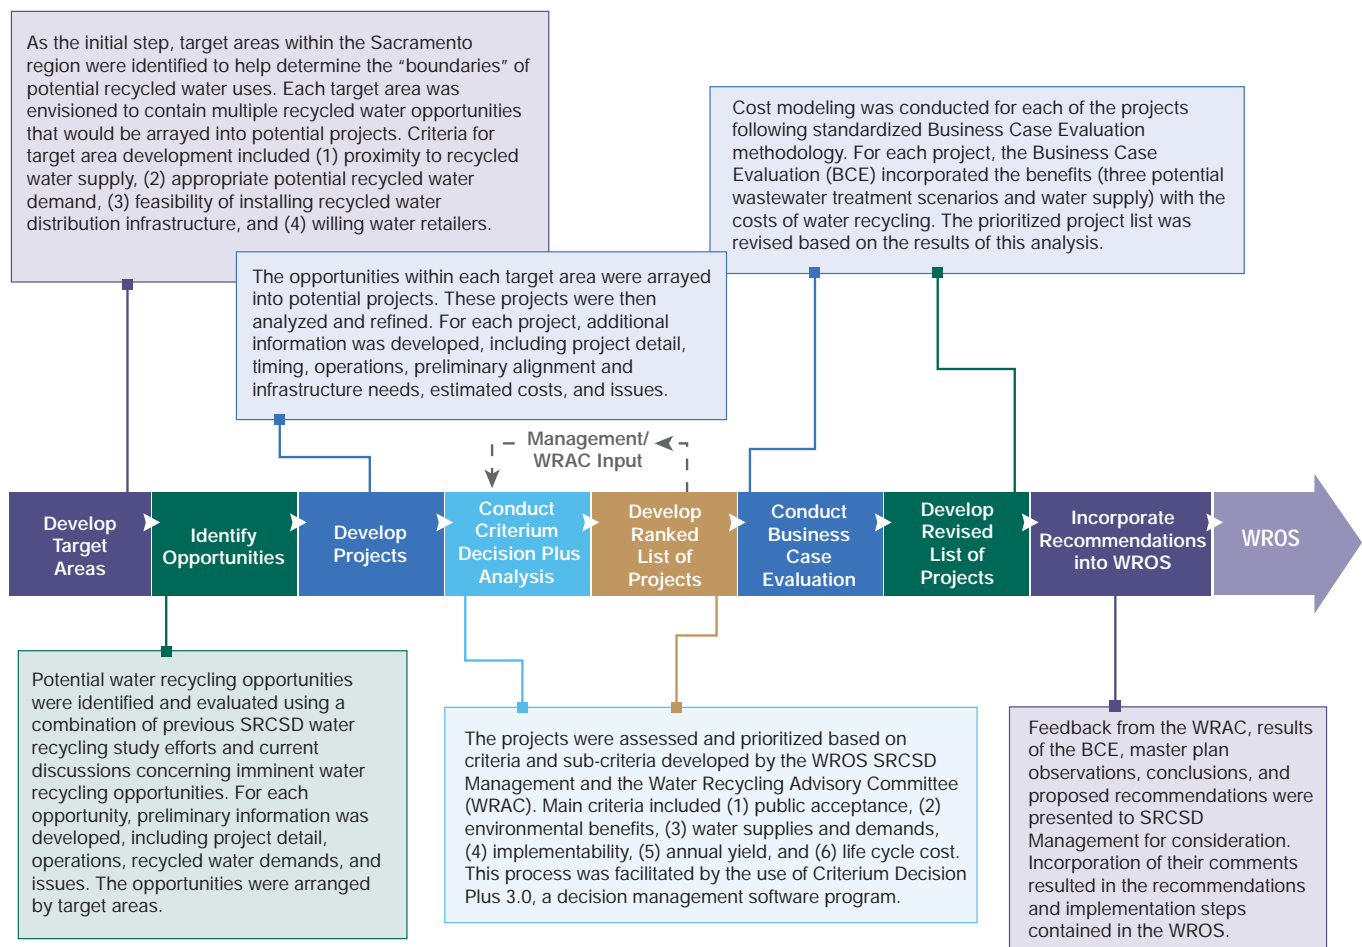 As the initial step, target areas within the Sacramento
region were identified to help determine the “boundaries” of
potential recycled water uses. Each target area was
envisioned to contain multiple recycled water opportunities
that would be arrayed into potential projects. Criteria for
target area development included (1) proximity to recycled
water supply, (2) appropriate potential recycled water
demand, (3) feasibility of installing recycled water
distribution infrastructure, and (4) willing water retailers.
Cost modeling was conducted for each of the projects
following standardized Business Case Evaluation
methodology. For each project, the Business Case
Evaluation (BCE) incorporated the benefits (three potential
wastewater treatment scenarios and water supply) with the
costs of water recycling. The prioritized project list was
revised based on the results of this analysis.
The opportunities within each target area were arrayed
into potential projects. These projects were then
analyzed and refined. For each project, additional
information was developed, including project detail,
timing, operations, preliminary alignment and
infrastructure needs, estimated costs, and issues.
Management/
WRAC Input
Develop
Target
Areas
Identify
Opportunities
Develop
Projects
Conduct
Criterium
Decision Plus
Analysis
Develop
Ranked
List of
Projects
Conduct
Business
Case
Evaluation
Develop
Revised
List of
Projects
Incorporate
Recommendations
into WROS
WROS
Potential water recycling opportunities
were identified and evaluated using a
combination of previous SRCSD water
recycling study efforts and current
discussions concerning imminent water
recycling opportunities. For each
opportunity, preliminary information was
developed, including project detail,
operations, recycled water demands, and
issues. The opportunities were arranged
by target areas.
The projects were assessed and prioritized based on
criteria and sub-criteria developed by the WROS SRCSD
Management and the Water Recycling Advisory Committee
(WRAC). Main criteria included (1) public acceptance, (2)
environmental benefits, (3) water supplies and demands,
(4) implementability, (5) annual yield, and (6) life cycle cost.
This process was facilitated by the use of Criterium Decision
Plus 3.0, a decision management software program.
Feedback from the WRAC, results
of the BCE, master plan
observations, conclusions, and
proposed recommendations were
presented to SRCSD
Management for consideration.
Incorporation of their comments
resulted in the recommendations
and implementation steps
contained in the WROS.